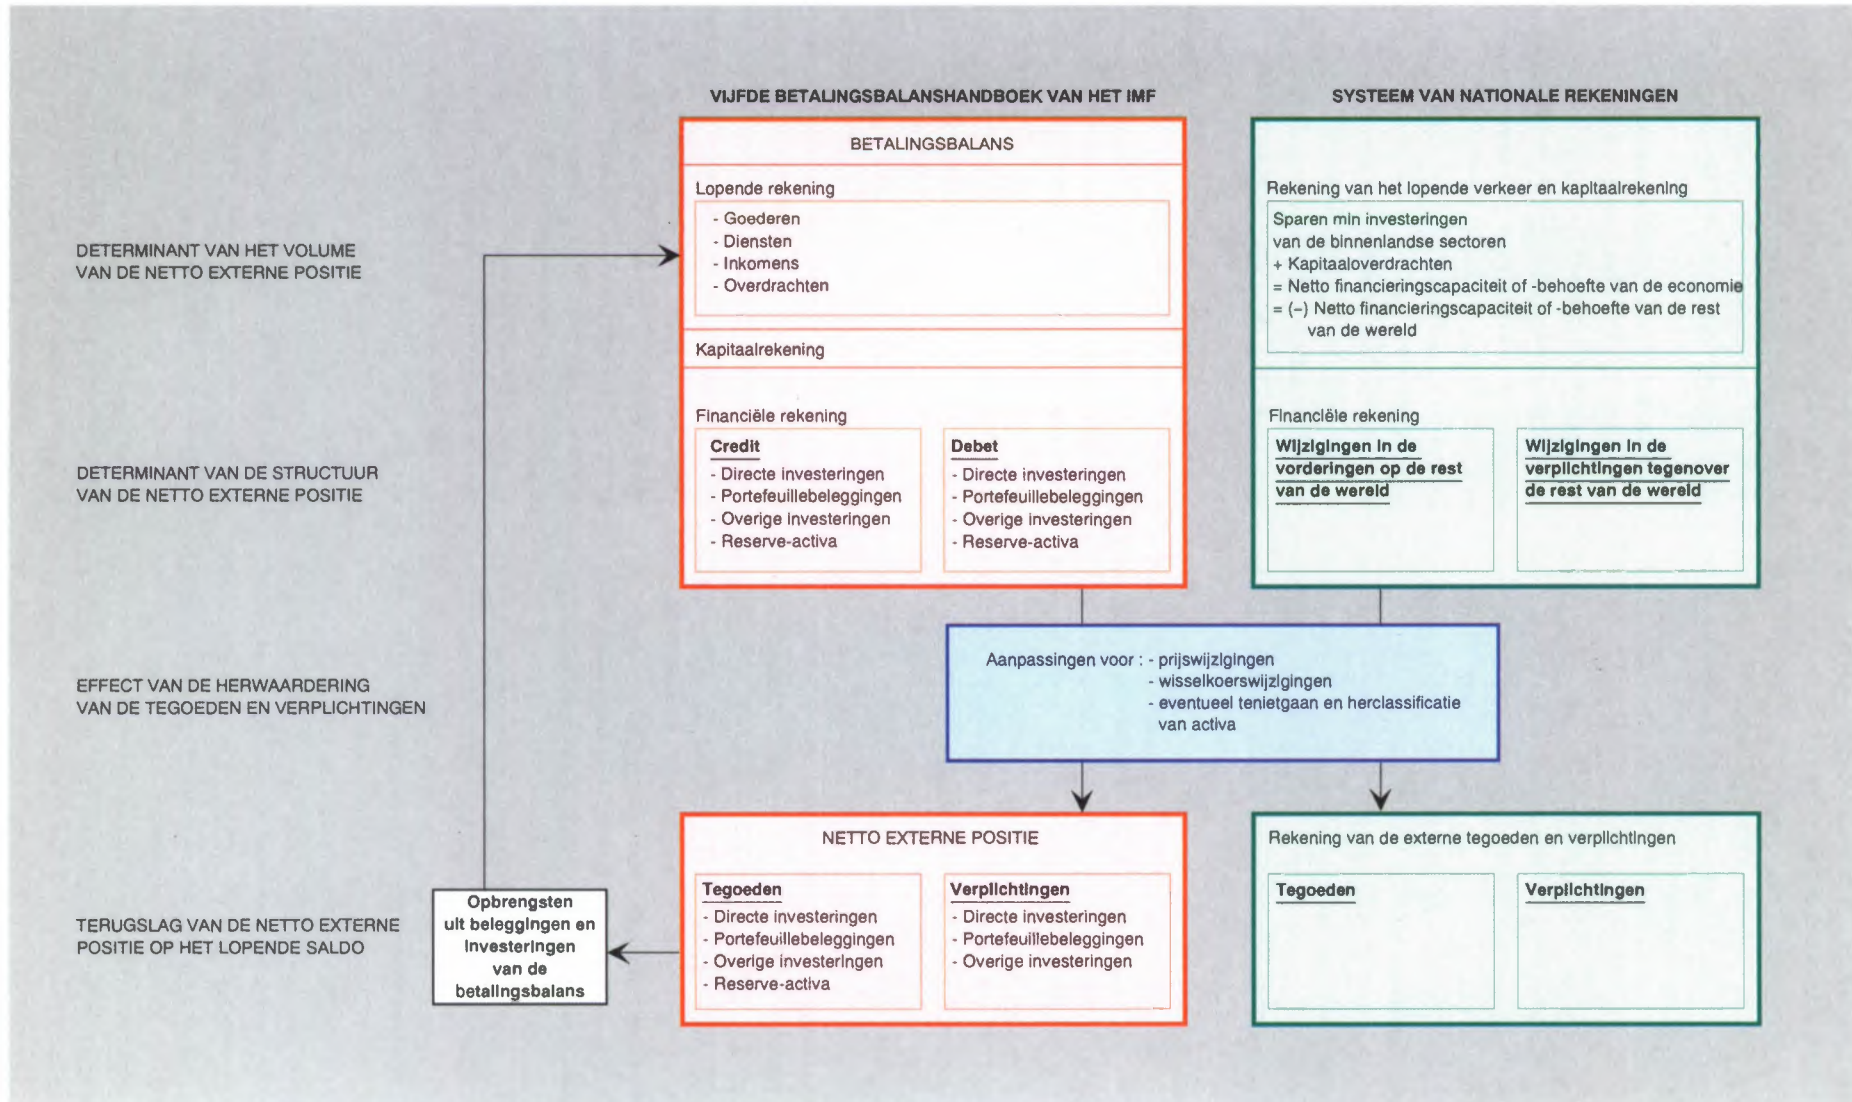 VIJFDE BETALINGSBALANSHANDBOEK VAN HET IMF
SYSTEEM VAN NATIONALE REKENINGEN
DETERMINANT VAN HET VOLUME
VAN DE NETTO EXTERNE POSITIE
BETALINGSBALANS
Lopende rekening
- Goederen
- Diensten
- Inkomens
- Overdrachten
Kapitaalrekening
Rekening van het lopende verkeer en kapitaalrekening
Sparen min investeringen
van de binnenlandse sectoren
+ Kapitaaloverdrachten
= Netto financieringscapaciteit of -behoefte van de economie
= (–) Netto financieringscapaciteit of -behoefte van de rest
van de wereld
DETERMINANT VAN DE STRUCTUUR
VAN DE NETTO EXTERNE POSITIE
Financiële rekening
Credit
- Directe investeringen
- Portefeuillebeleggingen
- Overige investeringen
- Reserve-activa
Debet
- Directe investeringen
- Portefeuillebeleggingen
- Overige investeringen
- Reserve-activa
Financiële rekening
Wijzigingen in de
vorderingen op de rest
van de wereld
Wijzigingen in de
verplichtingen tegenover
de rest van de wereld
EFFECT VAN DE HERWAARDERING
VAN DE TEGOEDEN EN VERPLICHTINGEN
Aanpassingen voor : - prijswijzigingen
- wisselkoerswijzigingen
- eventueel tenietgaan en herclassificatie
van activa
TERUGSLAG VAN DE NETTO EXTERNE
POSITIE OP HET LOPENDE SALDO
Opbrengsten
uit beleggingen en
investeringen
van de
betalingsbalans
NETTO EXTERNE POSITIE
Tegoeden
- Directe investeringen
- Portefeuillebeleggingen
- Overige investeringen
- Reserve-activa
Verplichtingen
- Directe investeringen
- Portefeuillebeleggingen
- Overige investeringen
Rekening van de externe tegoeden en verplichtingen
Tegoeden
Verplichtingen